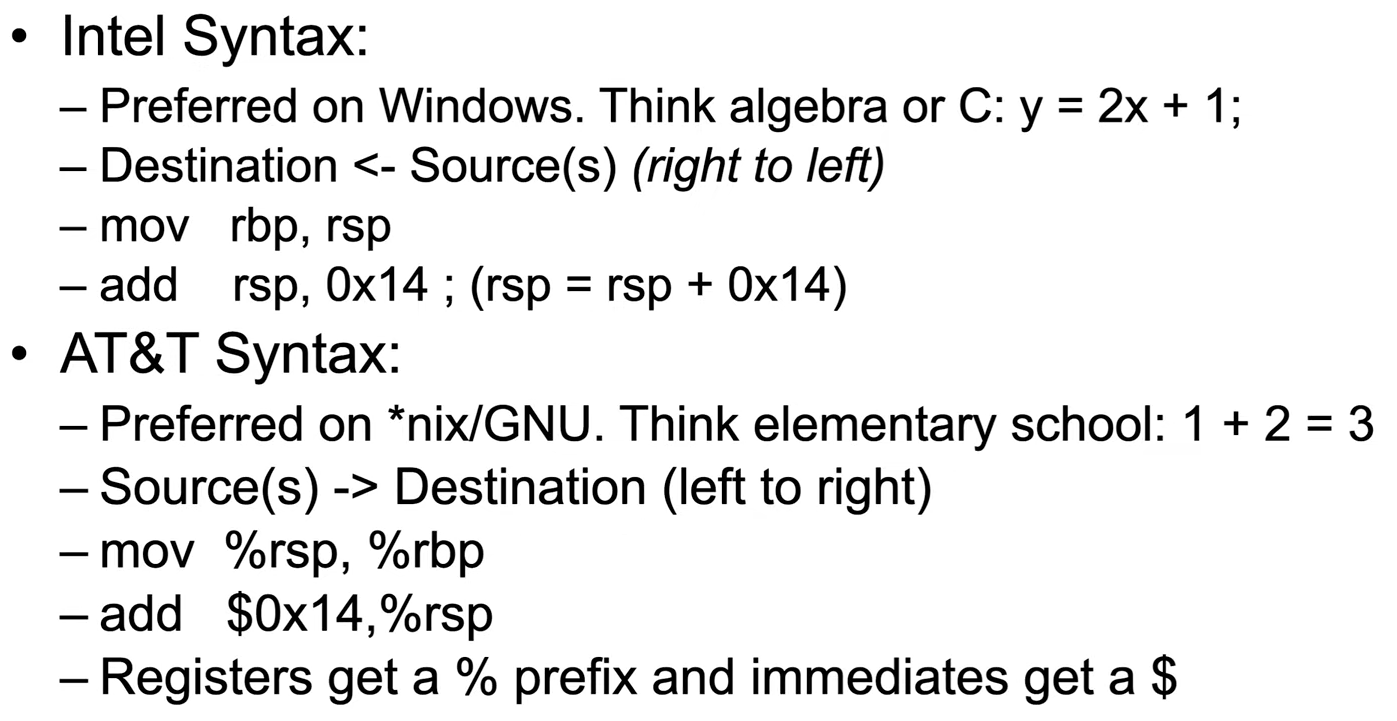 • Intel Syntax:
– Preferred on Windows. Think algebra or C: y = 2x + 1;
– Destination <- Source(s) (right to left)
– mov rbp, rsp
– add rsp, 0x14 ; (rsp = rsp + 0x14)
• AT&T Syntax:
– Preferred on *nix/GNU. Think elementary school: 1 + 2 = 3
– Source(s) -> Destination (left to right)
– mov %rsp, %rbp
– add $0x14,%rsp
– Registers get a % prefix and immediates get a $